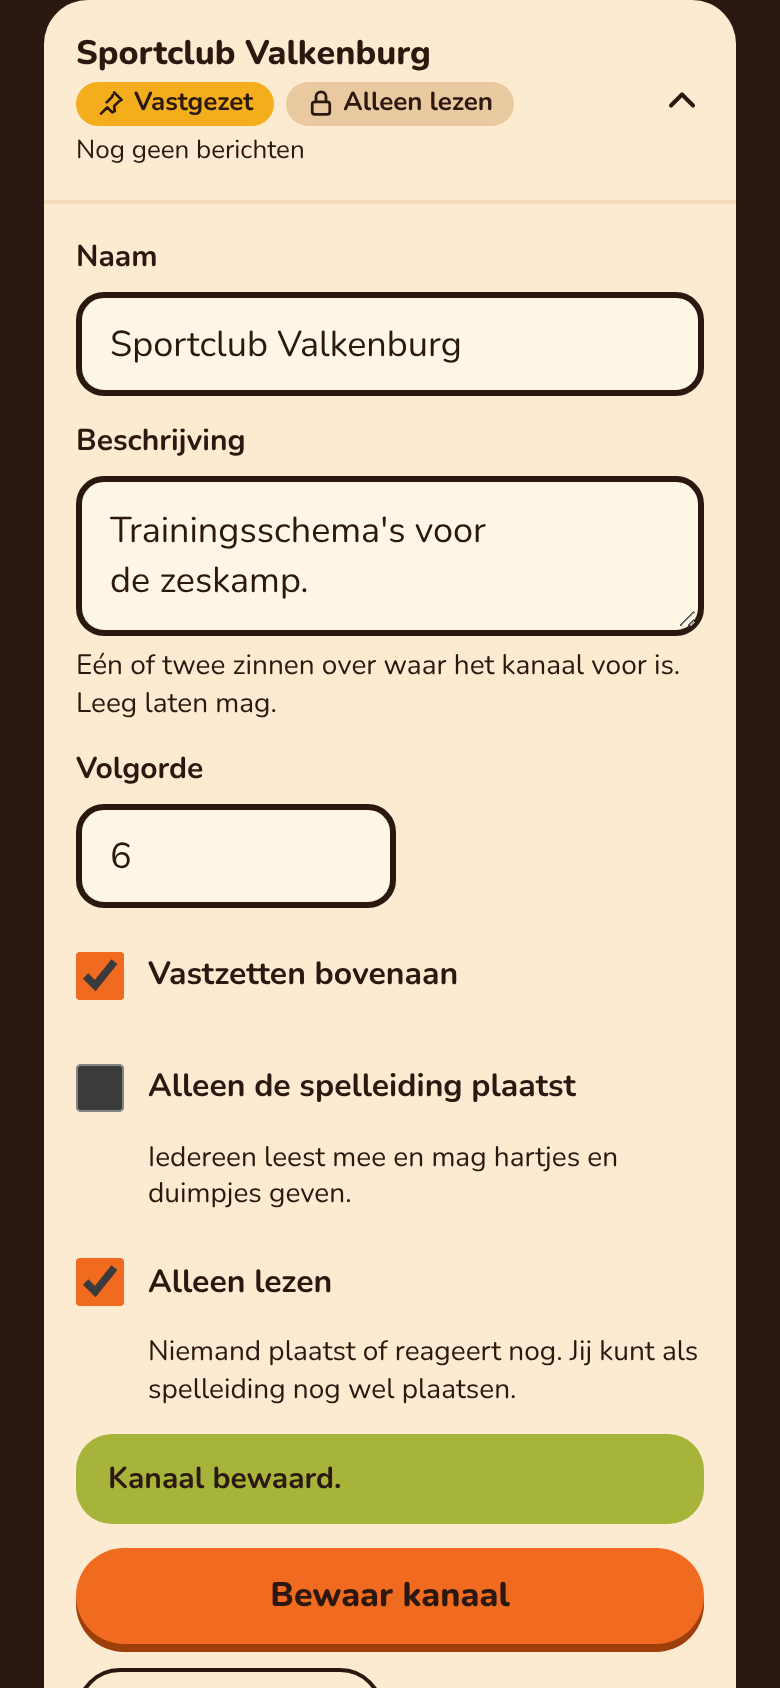 Sportclub Valkenburg
Vastgezet
Alleen lezen
Nog geen berichten
Naam
Sportclub Valkenburg
Beschrijving
Trainingsschema's voor
de zeskamp.
Eén of twee zinnen over waar het kanaal voor is.
Leeg laten mag.
Volgorde
6
Vastzetten bovenaan
Alleen de spelleiding plaatst
Iedereen leest mee en mag hartjes en
duimpjes geven.
Alleen lezen
Niemand plaatst of reageert nog. Jij kunt als
spelleiding nog wel plaatsen.
Kanaal bewaard.
Bewaar kanaal